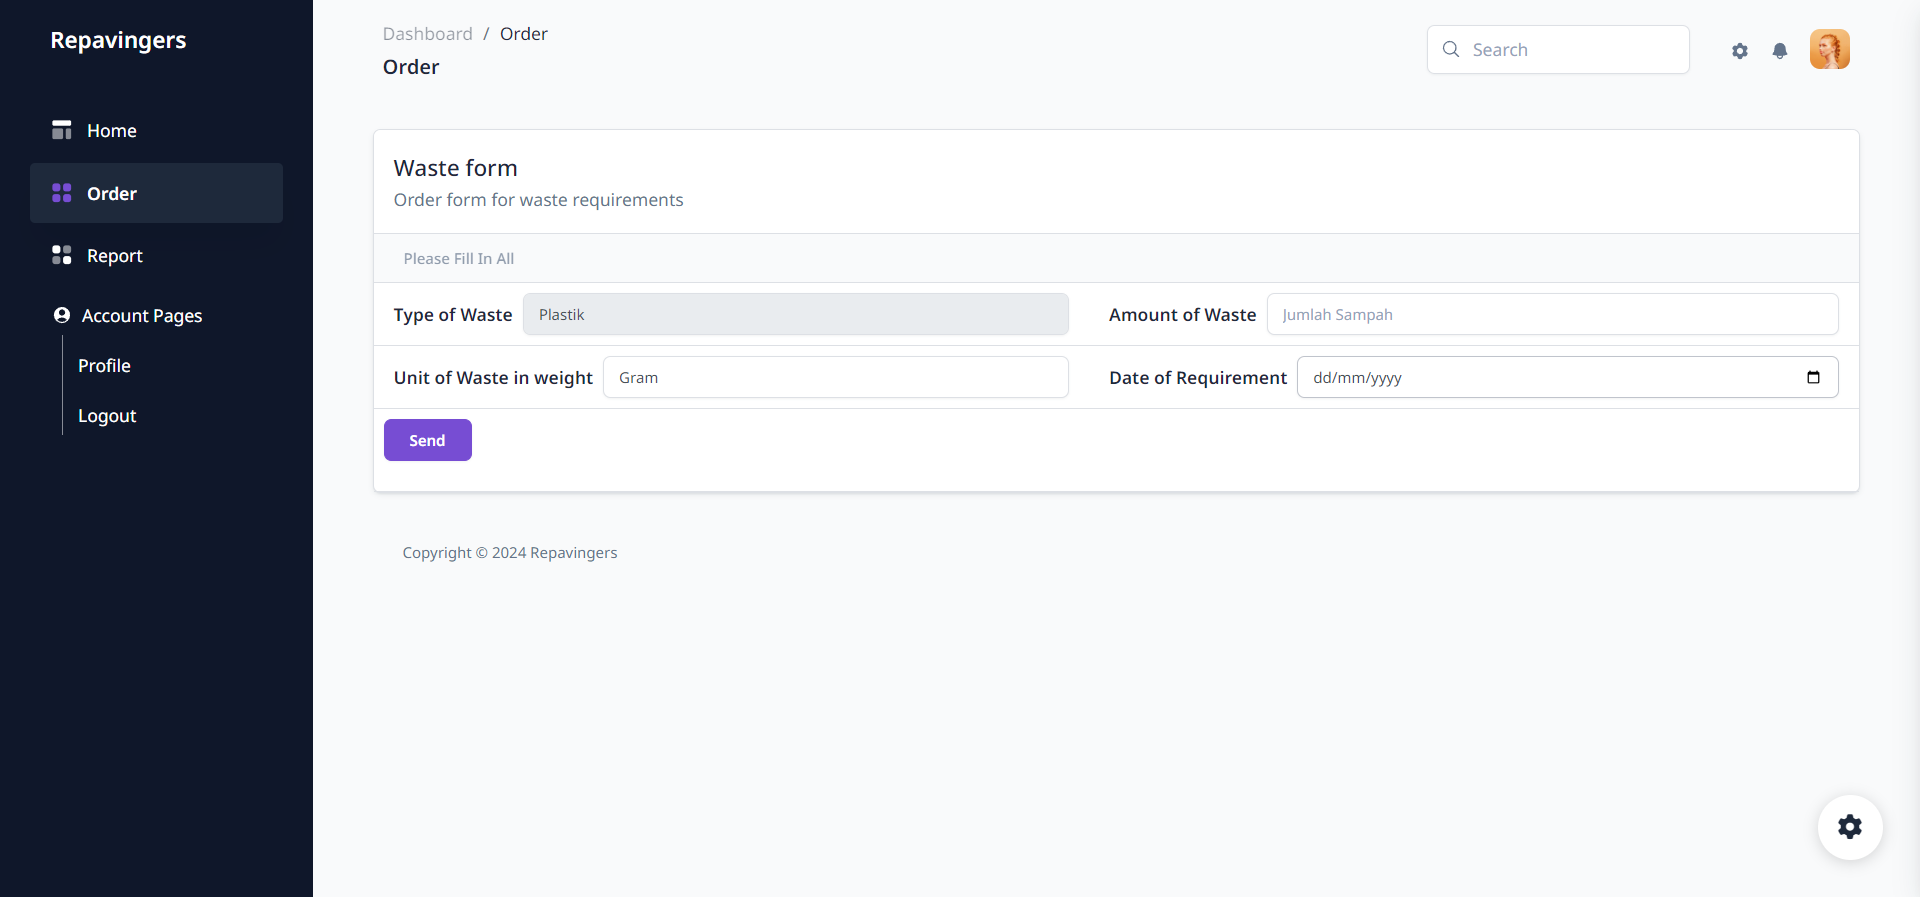 Repavingers
Home
Order
Report
Account Pages
Profile
Logout
Dashboard / Order
Order
Search
Waste form
Order form for waste requirements
Please Fill In All
Type of Waste Plastik
Amount of Waste Jumlah Sampah
Unit of Waste in weight Gram
Date of Requirement dd/mm/yyyy
Send
Copyright © 2024 Repavingers